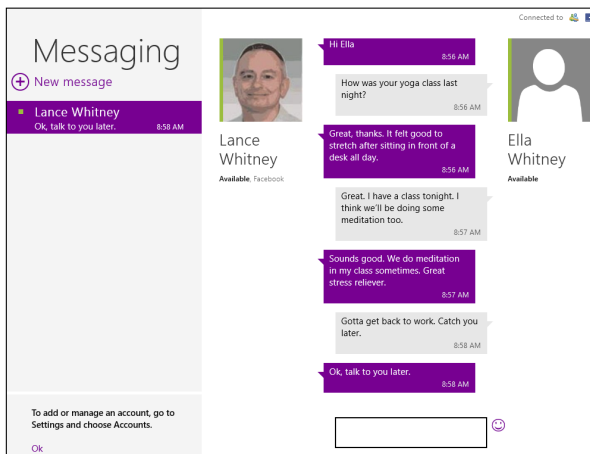 Connected to
Messaging
New message
Lance Whitney
Ok, talk to you later. 8:58 AM
To add or manage an account, go to
Settings and choose Accounts.
Ok
Lance
Whitney
Available, Facebook
Hi Ella
8:56 AM
How was your yoga class last
night?
8:56 AM
Great, thanks. It felt good to
stretch after sitting in front of a
desk all day.
8:56 AM
Great. I have a class tonight. I
think we'll be doing some
meditation too.
8:57 AM
Sounds good. We do meditation
in my class sometimes. Great
stress reliever.
8:57 AM
Gotta get back to work. Catch you
later.
8:58 AM
Ok, talk to you later.
8:58 AM
Ella
Whitney
Available